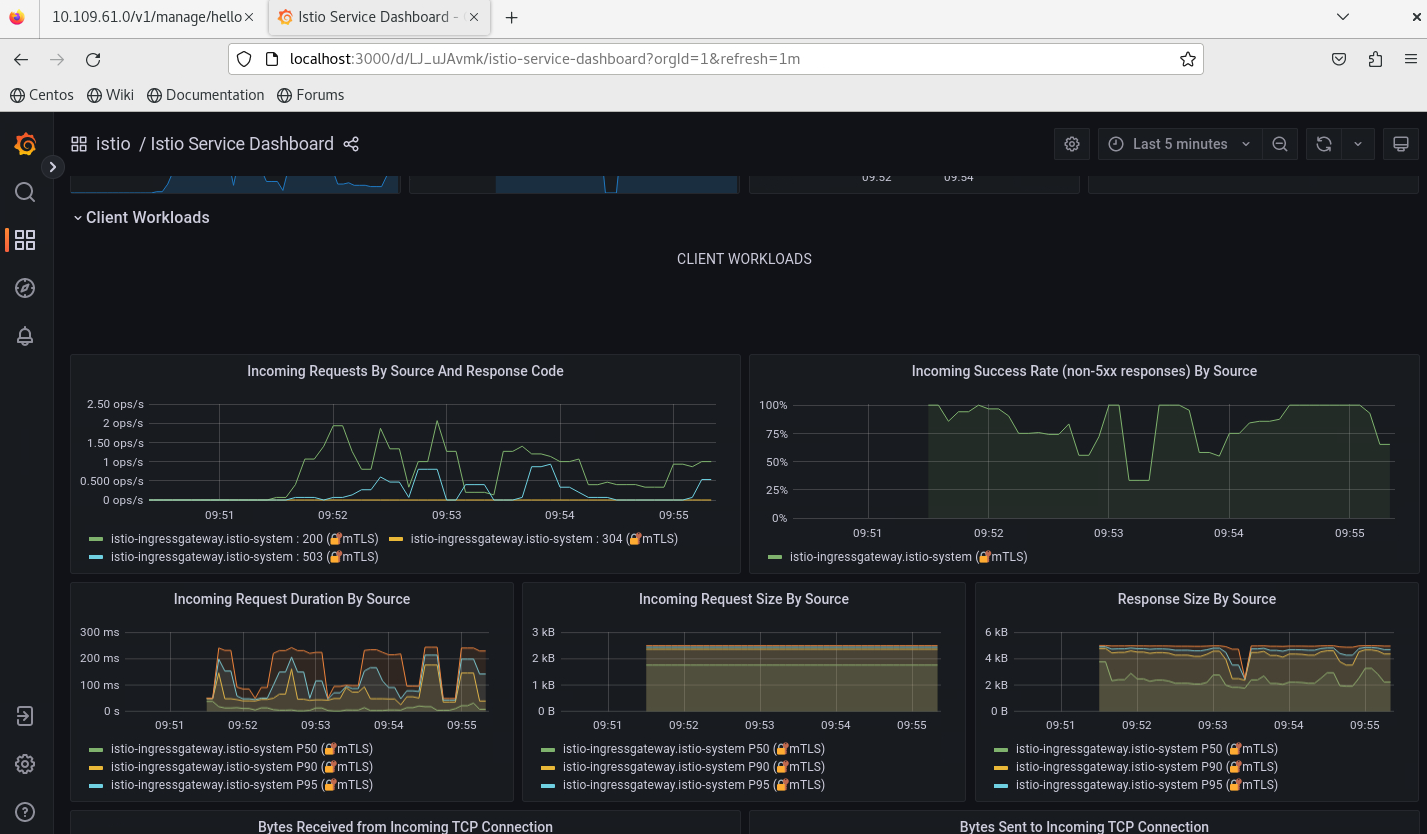 10.109.61.0/v1/manage/hello
Istio Service Dashboard -
localhost:3000/d/LJ_uJAvmk/istio-service-dashboard?orgId=1&refresh=1m
Centos Wiki Documentation Forums
istio / Istio Service Dashboard
Last 5 minutes
09:52 09:54
Client Workloads
CLIENT WORKLOADS
Incoming Requests By Source And Response Code
2.50 ops/s
2 ops/s
1.50 ops/s
1 ops/s
0.500 ops/s
0 ops/s
09:51 09:52 09:53 09:54 09:55
istio-ingressgateway.istio-system : 200 (🔐mTLS) istio-ingressgateway.istio-system : 304 (🔐mTLS)
istio-ingressgateway.istio-system : 503 (🔐mTLS)
Incoming Success Rate (non-5xx responses) By Source
100%
75%
50%
25%
0%
09:51 09:52 09:53 09:54 09:55
istio-ingressgateway.istio-system (🔐mTLS)
Incoming Request Duration By Source
300 ms
200 ms
100 ms
0 s
09:51 09:52 09:53 09:54 09:55
istio-ingressgateway.istio-system P50 (🔐mTLS)
istio-ingressgateway.istio-system P90 (🔐mTLS)
istio-ingressgateway.istio-system P95 (🔐mTLS)
Incoming Request Size By Source
3 kB
2 kB
1 kB
0 B
09:51 09:52 09:53 09:54 09:55
istio-ingressgateway.istio-system P50 (🔐mTLS)
istio-ingressgateway.istio-system P90 (🔐mTLS)
istio-ingressgateway.istio-system P95 (🔐mTLS)
Response Size By Source
6 kB
4 kB
2 kB
0 B
09:51 09:52 09:53 09:54 09:55
istio-ingressgateway.istio-system P50 (🔐mTLS)
istio-ingressgateway.istio-system P90 (🔐mTLS)
istio-ingressgateway.istio-system P95 (🔐mTLS)
Bytes Received from Incoming TCP Connection
Bytes Sent to Incoming TCP Connection